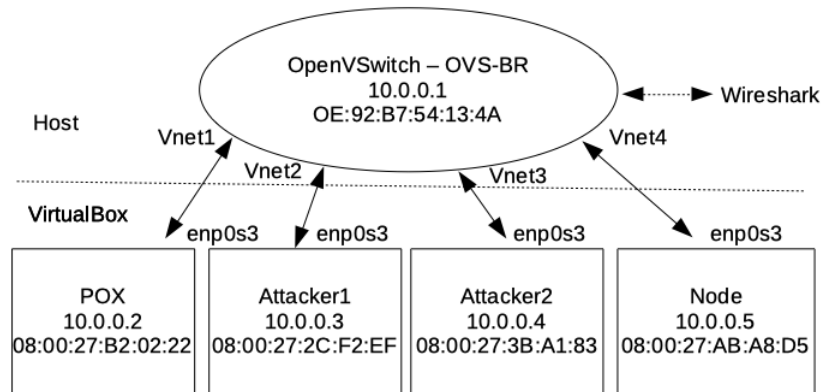 OpenVSwitch – OVS-BR
10.0.0.1
OE:92:B7:54:13:4A
Wireshark
Host
Vnet1
Vnet2
Vnet3
Vnet4
VirtualBox
enp0s3
enp0s3
enp0s3
enp0s3
POX
10.0.0.2
08:00:27:B2:02:22
Attacker1
10.0.0.3
08:00:27:2C:F2:EF
Attacker2
10.0.0.4
08:00:27:3B:A1:83
Node
10.0.0.5
08:00:27:AB:A8:D5